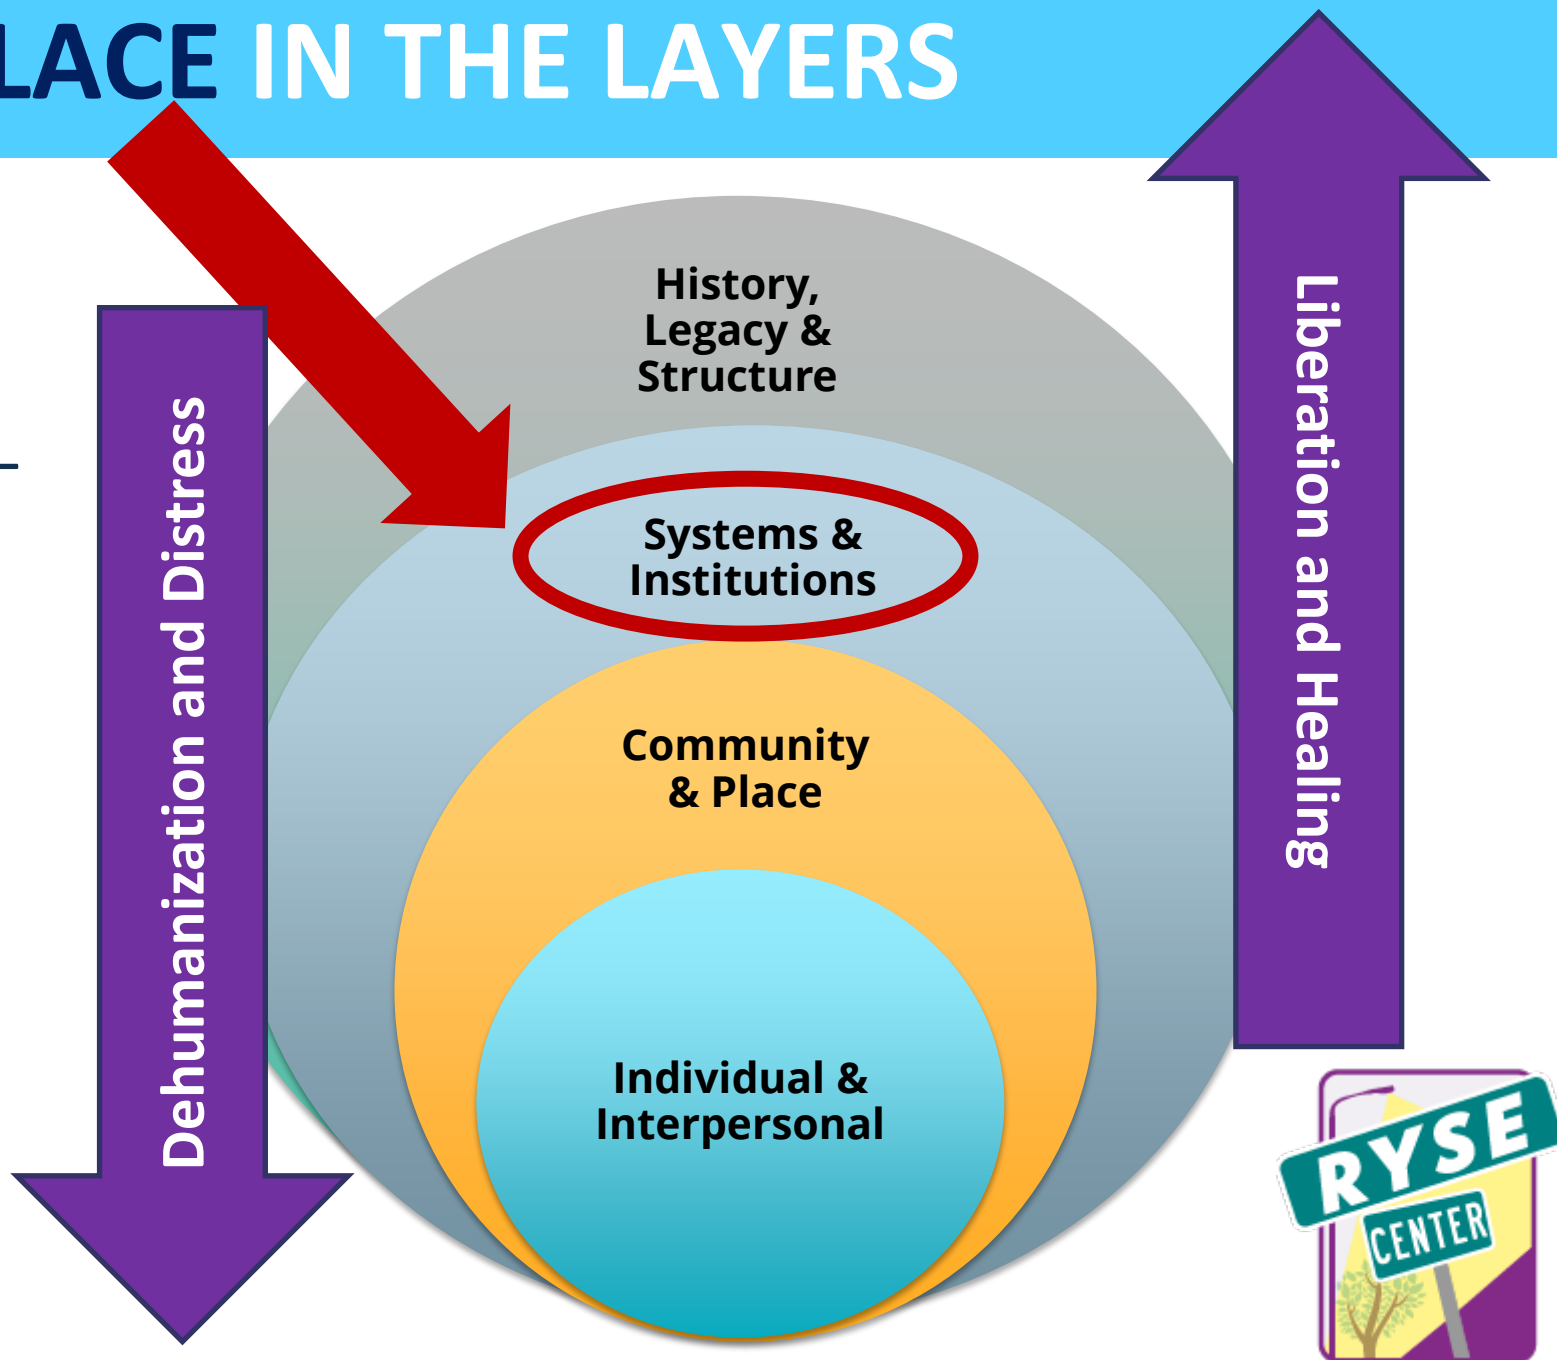 LACE IN THE LAYERS
History,
Legacy &
Structure
Systems &
Institutions
Community
& Place
Individual &
Interpersonal
Dehumanization and Distress
Liberation and Healing
RYSE
CENTER